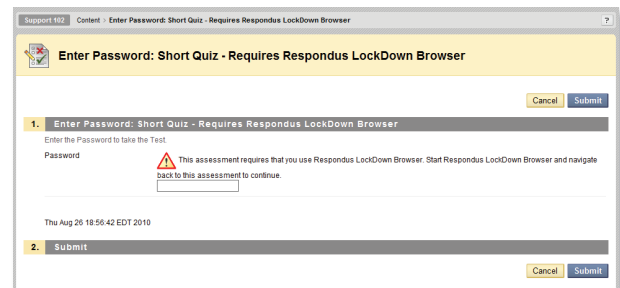 Support 102 Content > Enter Password: Short Quiz - Requires Respondus LockDown Browser ?
Enter Password: Short Quiz - Requires Respondus LockDown Browser
Cancel Submit
1. Enter Password: Short Quiz - Requires Respondus LockDown Browser
Enter the Password to take the Test.
Password This assessment requires that you use Respondus LockDown Browser. Start Respondus LockDown Browser and navigate
back to this assessment to continue.
Thu Aug 26 18:56:42 EDT 2010
2. Submit
Cancel Submit